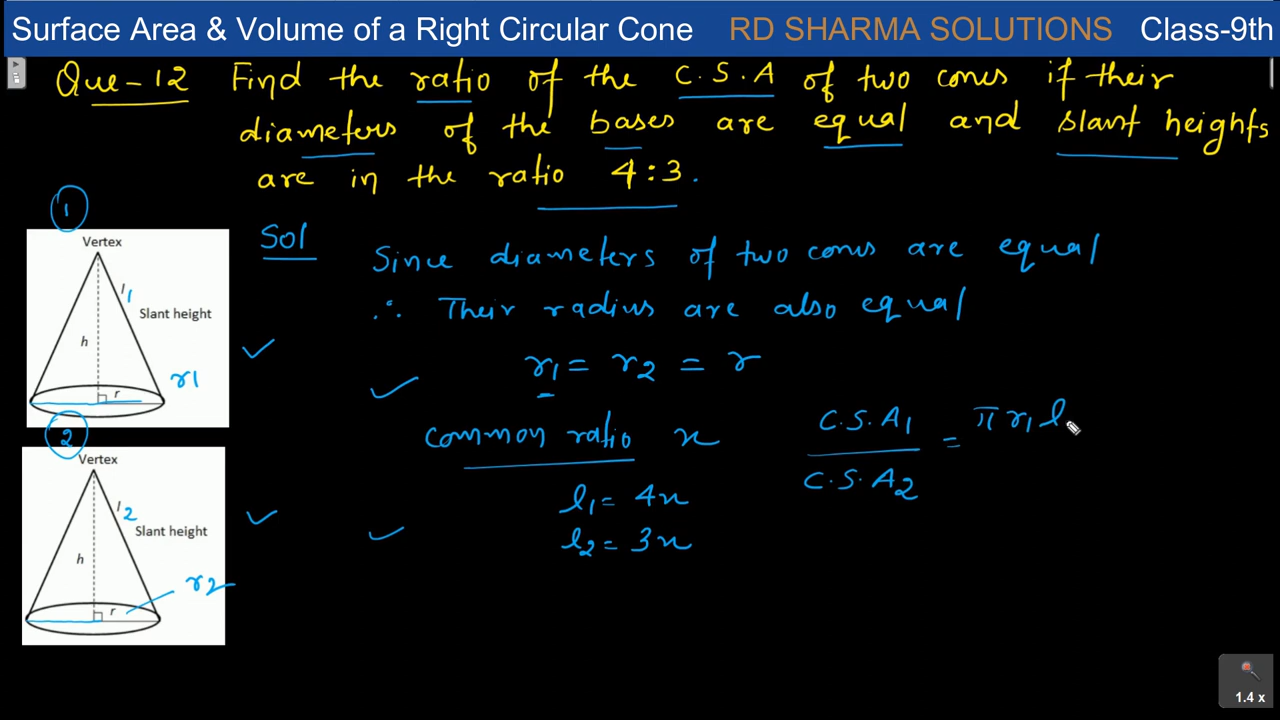 Surface Area & Volume of a Right Circular Cone RD SHARMA SOLUTIONS Class-9th
Que-12 Find the ratio of the C.S.A of two cones if their
diameters of the bases are equal and slant heights
are in the ratio 4:3.
1
Vertex
l1
Slant height
h
r
r1
2
Vertex
l2
Slant height
h
r
r2
Sol
Since diameters of two cones are equal
∴ Their radius are also equal
r1 = r2 = r
common ratio x
l1 = 4x
l2 = 3x
C.S.A1
C.S.A2
= π r1 l
1.4 x